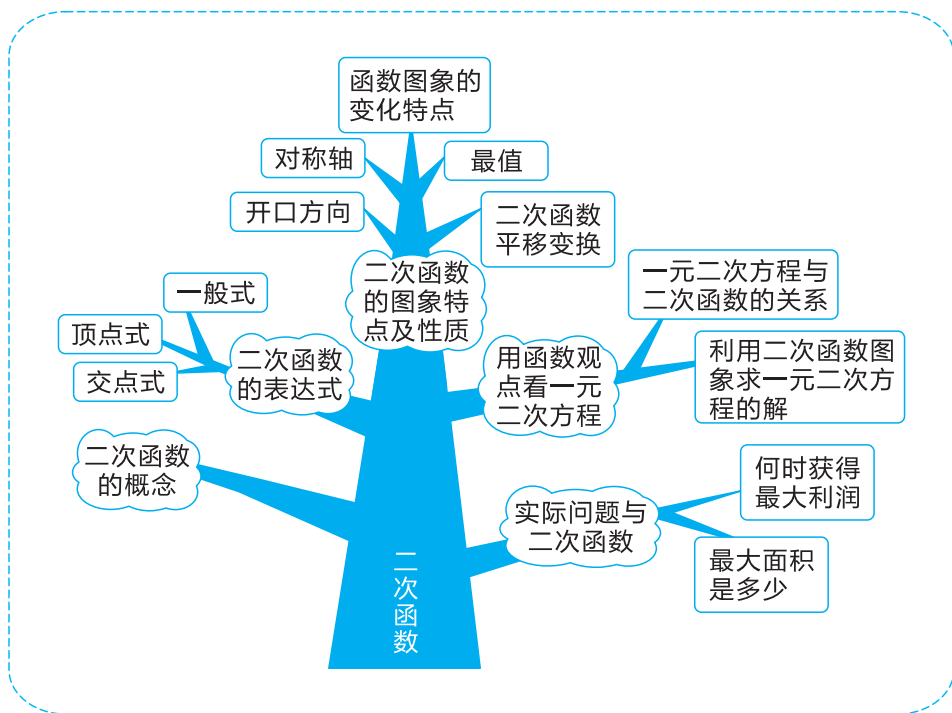 函数图象的
变化特点
对称轴
最值
开口方向
二次函数
平移变换
二次函数
的图象特
点及性质
一般式
顶点式
交点式
二次函数
的表达式
一元二次方程与
二次函数的关系
用函数观
点看一元
二次方程
利用二次函数图
象求一元二次方
程的解
二次函数
的概念
何时获得
最大利润
实际问题与
二次函数
最大面积
是多少
二次函数